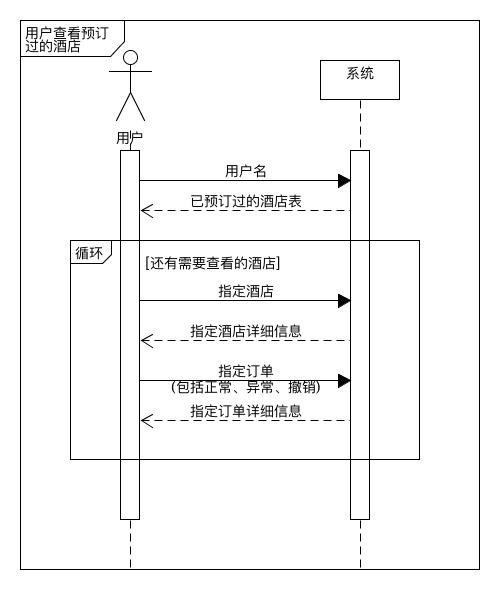 用户查看预订
过的酒店
系统
用户
用户名
已预订过的酒店表
循环
[还有需要查看的酒店]
指定酒店
指定酒店详细信息
指定订单
(包括正常、异常、撤销)
指定订单详细信息